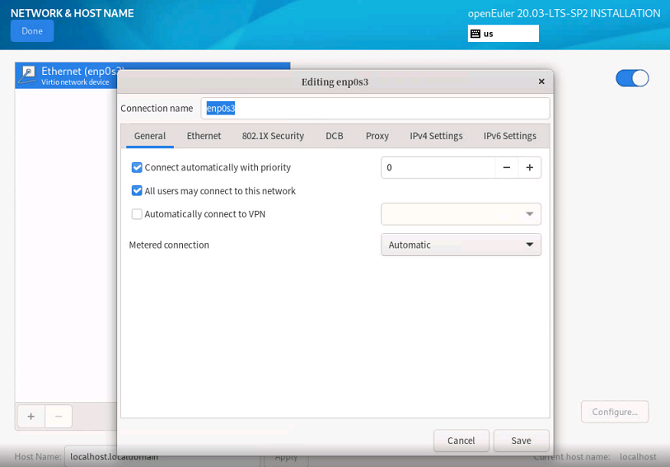 NETWORK & HOST NAME
openEuler 20.03-LTS-SP2 INSTALLATION
Done
us
Ethernet (enp0s3)
Virtio network device
Editing enp0s3
Connection name enp0s3
General Ethernet 802.1X Security DCB Proxy IPv4 Settings IPv6 Settings
Connect automatically with priority 0
All users may connect to this network
Automatically connect to VPN
Metered connection Automatic
Configure...
Cancel Save
Host Name: localhost.localdomain Apply Current host name: localhost